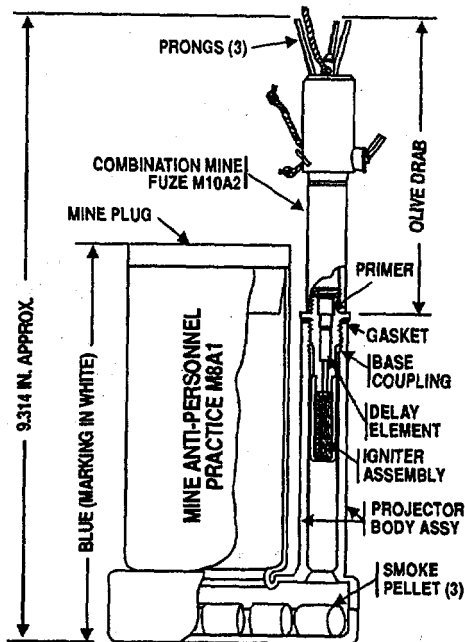 PRONGS (3)
COMBINATION MINE
FUZE M10A2
MINE PLUG
OLIVE DRAB
PRIMER
GASKET
BASE
COUPLING
DELAY
ELEMENT
IGNITER
ASSEMBLY
PROJECTOR
BODY ASSY
SMOKE
PELLET (3)
9.314 IN. APPROX.
BLUE (MARKING IN WHITE)
MINE ANTI-PERSONNEL
PRACTICE M8A1